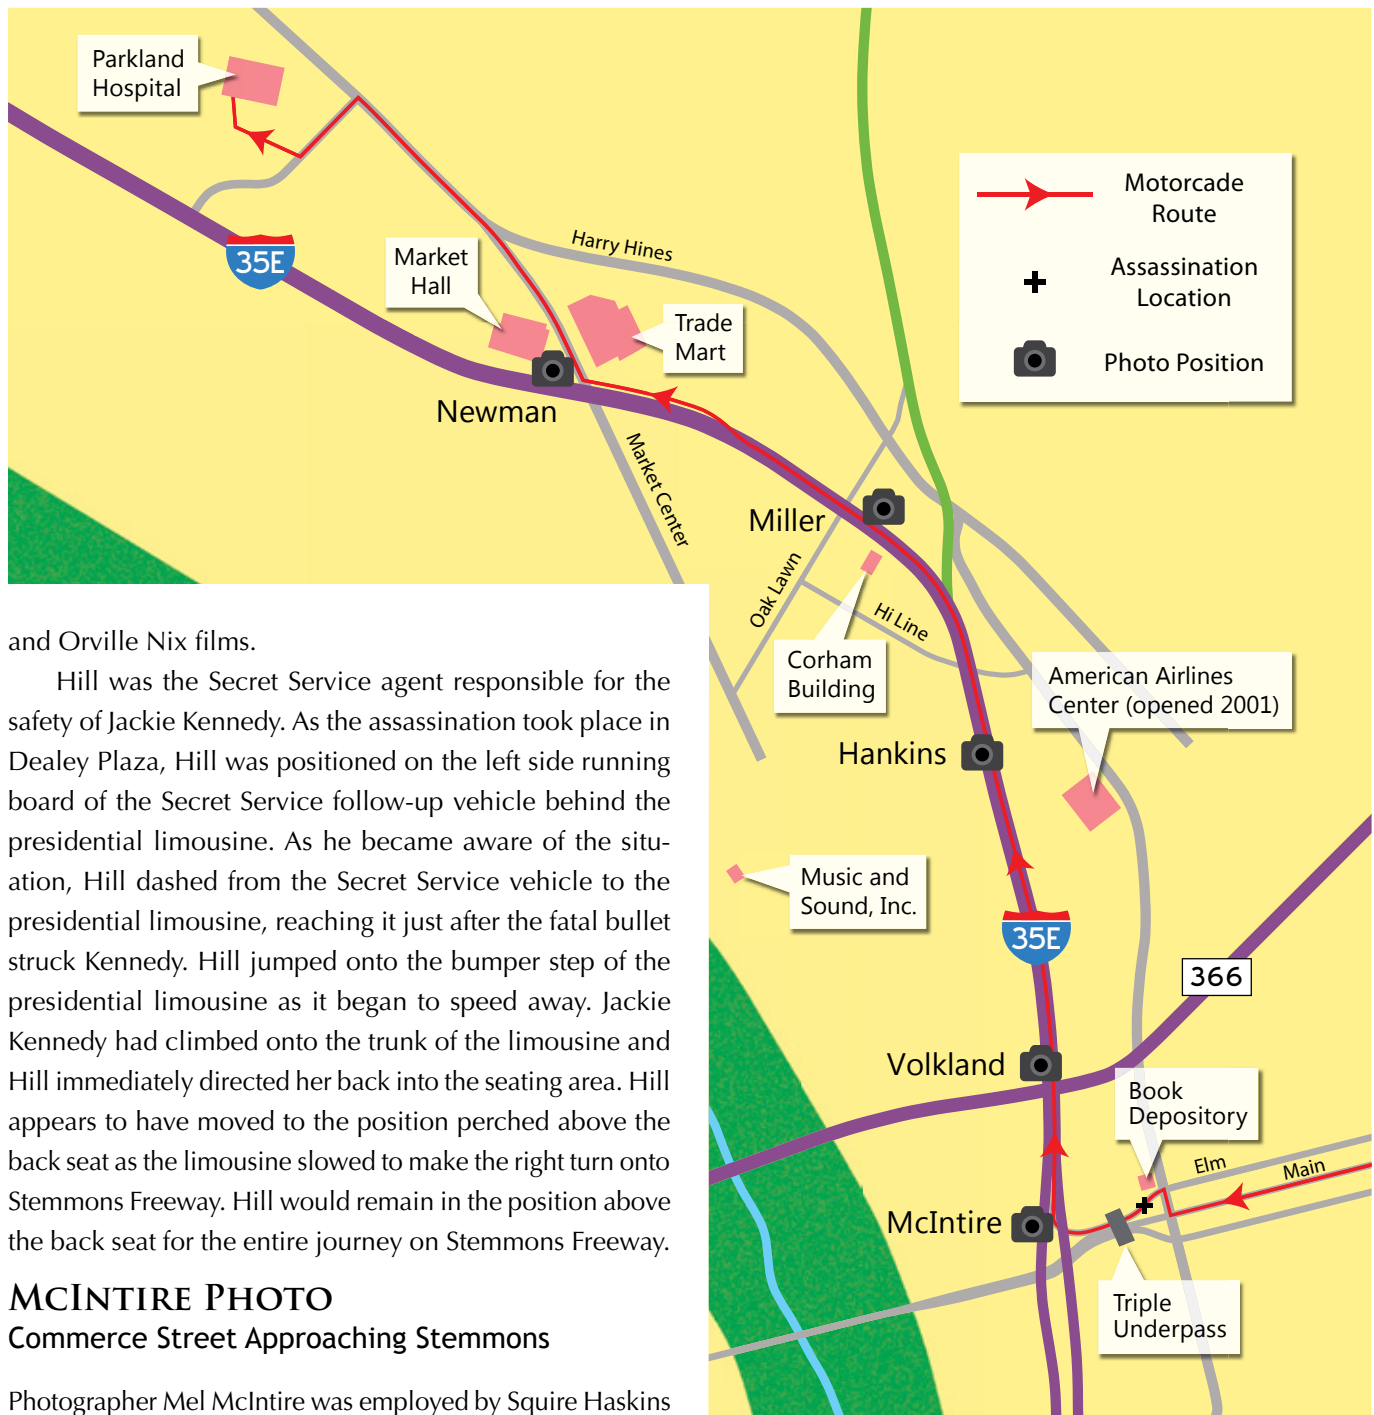 Parkland
Hospital
35E
Harry Hines
Market
Hall
Trade
Mart
Newman
Market Center
Motorcade
Route
Assassination
Location
Photo Position
Miller
Oak Lawn
Hi Line
Corham
Building
American Airlines
Center (opened 2001)
Hankins
Music and
Sound, Inc.
35E
366
Volkland
Book
Depository
Elm
Main
McIntire
Triple
Underpass
and Orville Nix films.
Hill was the Secret Service agent responsible for the
safety of Jackie Kennedy. As the assassination took place in
Dealey Plaza, Hill was positioned on the left side running
board of the Secret Service follow-up vehicle behind the
presidential limousine. As he became aware of the situ-
ation, Hill dashed from the Secret Service vehicle to the
presidential limousine, reaching it just after the fatal bullet
struck Kennedy. Hill jumped onto the bumper step of the
presidential limousine as it began to speed away. Jackie
Kennedy had climbed onto the trunk of the limousine and
Hill immediately directed her back into the seating area. Hill
appears to have moved to the position perched above the
back seat as the limousine slowed to make the right turn onto
Stemmons Freeway. Hill would remain in the position above
the back seat for the entire journey on Stemmons Freeway.
McIntire Photo
Commerce Street Approaching Stemmons
Photographer Mel McIntire was employed by Squire Haskins